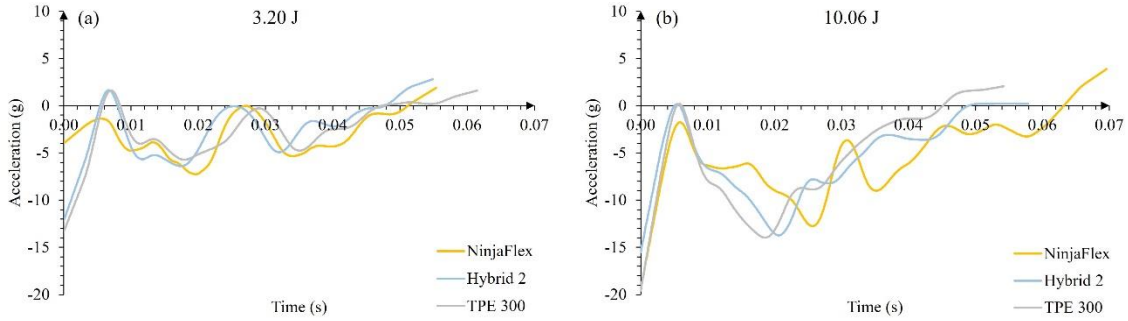 (a) 3.20 J
10
5
0
-5
-10
-15
-20
Acceleration (g)
0.00 0.01 0.02 0.03 0.04 0.05 0.06 0.07
NinjaFlex
Hybrid 2
TPE 300
Time (s)
(b) 10.06 J
10
5
0
-5
-10
-15
-20
Acceleration (g)
0.00 0.01 0.02 0.03 0.04 0.05 0.06 0.07
NinjaFlex
Hybrid 2
TPE 300
Time (s)